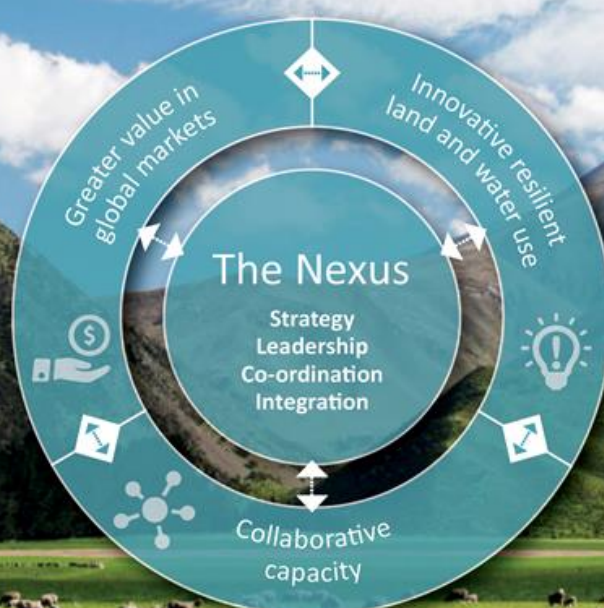 Greater value in
global markets
Innovative resilient
land and water use
The Nexus
Strategy
Leadership
Co-ordination
Integration
$
Collaborative
capacity